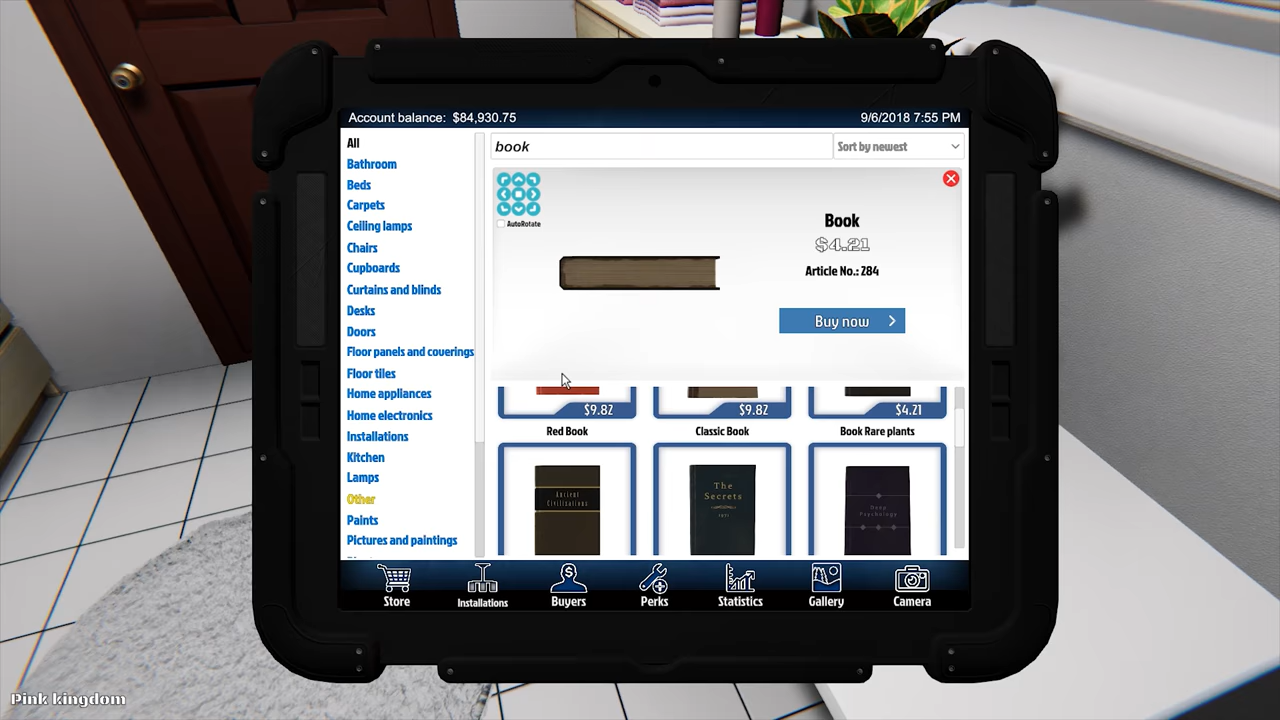 Account balance: $84,930.75
9/6/2018 7:55 PM
All
Bathroom
Beds
Carpets
Ceiling lamps
Chairs
Cupboards
Curtains and blinds
Desks
Doors
Floor panels and coverings
Floor tiles
Home appliances
Home electronics
Installations
Kitchen
Lamps
Other
Paints
Pictures and paintings
book
Sort by newest
AutoRotate
Book
$4.21
Article No.: 284
Buy now
$9.82
$9.82
$4.21
Red Book
Classic Book
Book Rare plants
Ancient
Civilisations
The
Secrets
Deep
Psychology
Store
Installations
Buyers
Perks
Statistics
Gallery
Camera
Pink kingdom